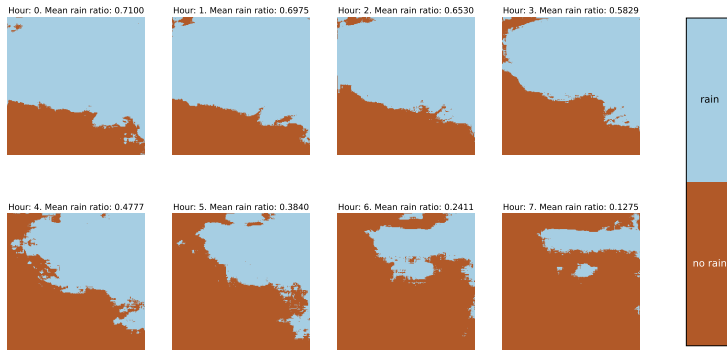 Hour: 0. Mean rain ratio: 0.7100
Hour: 1. Mean rain ratio: 0.6975
Hour: 2. Mean rain ratio: 0.6530
Hour: 3. Mean rain ratio: 0.5829
rain
Hour: 4. Mean rain ratio: 0.4777
Hour: 5. Mean rain ratio: 0.3840
Hour: 6. Mean rain ratio: 0.2411
Hour: 7. Mean rain ratio: 0.1275
no rain